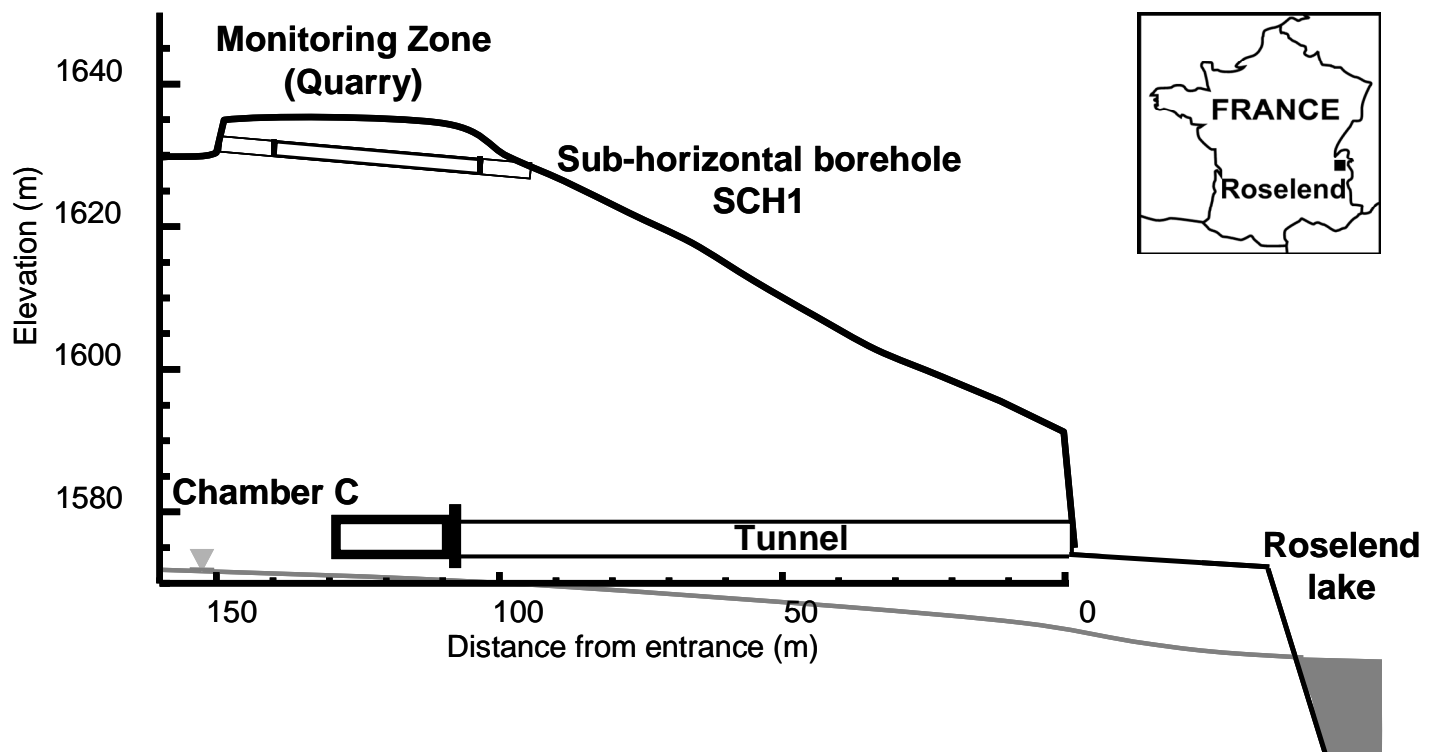 Monitoring Zone
(Quarry)
1640
FRANCE
Sub-horizontal borehole
SCH1
Roselend
1620
Elevation (m)
1600
Chamber C
1580
Tunnel
Roselend
lake
150
100
50
0
Distance from entrance (m)